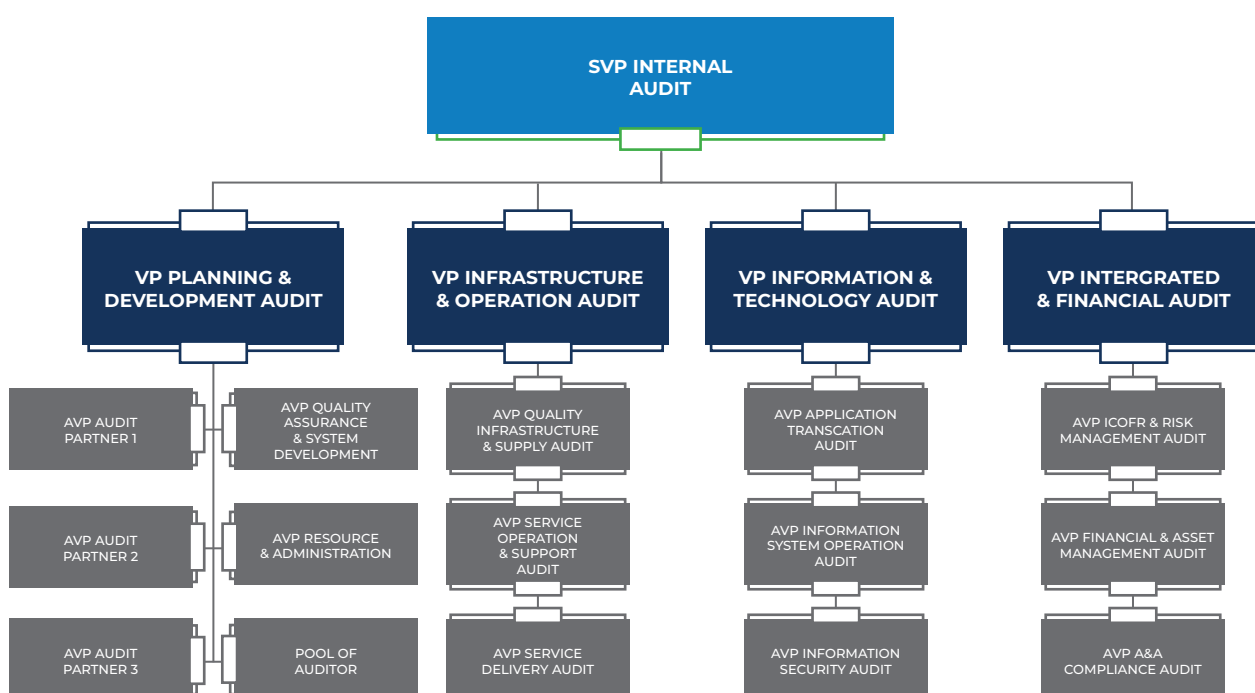 SVP INTERNAL
AUDIT
VP PLANNING &
DEVELOPMENT AUDIT
VP INFRASTRUCTURE
& OPERATION AUDIT
VP INFORMATION &
TECHNOLOGY AUDIT
VP INTERGRATED
& FINANCIAL AUDIT
AVP AUDIT
PARTNER 1
AVP QUALITY
ASSURANCE
& SYSTEM
DEVELOPMENT
AVP QUALITY
INFRASTRUCTURE
& SUPPLY AUDIT
AVP APPLICATION
TRANSCATION
AUDIT
AVP ICOFR & RISK
MANAGEMENT AUDIT
AVP AUDIT
PARTNER 2
AVP RESOURCE
& ADMINISTRATION
AVP SERVICE
OPERATION
& SUPPORT
AUDIT
AVP INFORMATION
SYSTEM OPERATION
AUDIT
AVP FINANCIAL & ASSET
MANAGEMENT AUDIT
AVP AUDIT
PARTNER 3
POOL OF
AUDITOR
AVP SERVICE
DELIVERY AUDIT
AVP INFORMATION
SECURITY AUDIT
AVP A&A
COMPLIANCE AUDIT